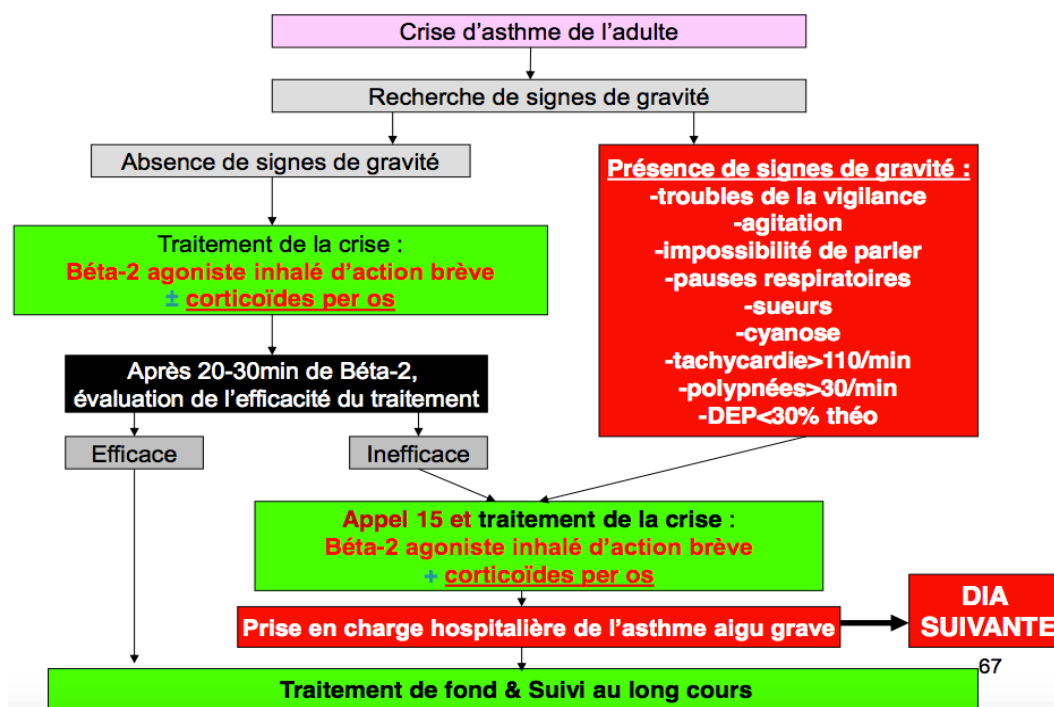 Crise d'asthme de l'adulte
Recherche de signes de gravité
Absence de signes de gravité
Présence de signes de gravité :
-troubles de la vigilance
-agitation
-impossibilité de parler
-pauses respiratoires
-sueurs
-cyanose
-tachycardie>110/min
-polypnées>30/min
-DEP<30% théo
Traitement de la crise :
Béta-2 agoniste inhalé d'action brève
± corticoïdes per os
Après 20-30min de Béta-2,
évaluation de l'efficacité du traitement
Efficace
Inefficace
Appel 15 et traitement de la crise :
Béta-2 agoniste inhalé d'action brève
+ corticoïdes per os
Prise en charge hospitalière de l'asthme aigu grave
DIA
SUIVANTE
67
Traitement de fond & Suivi au long cours